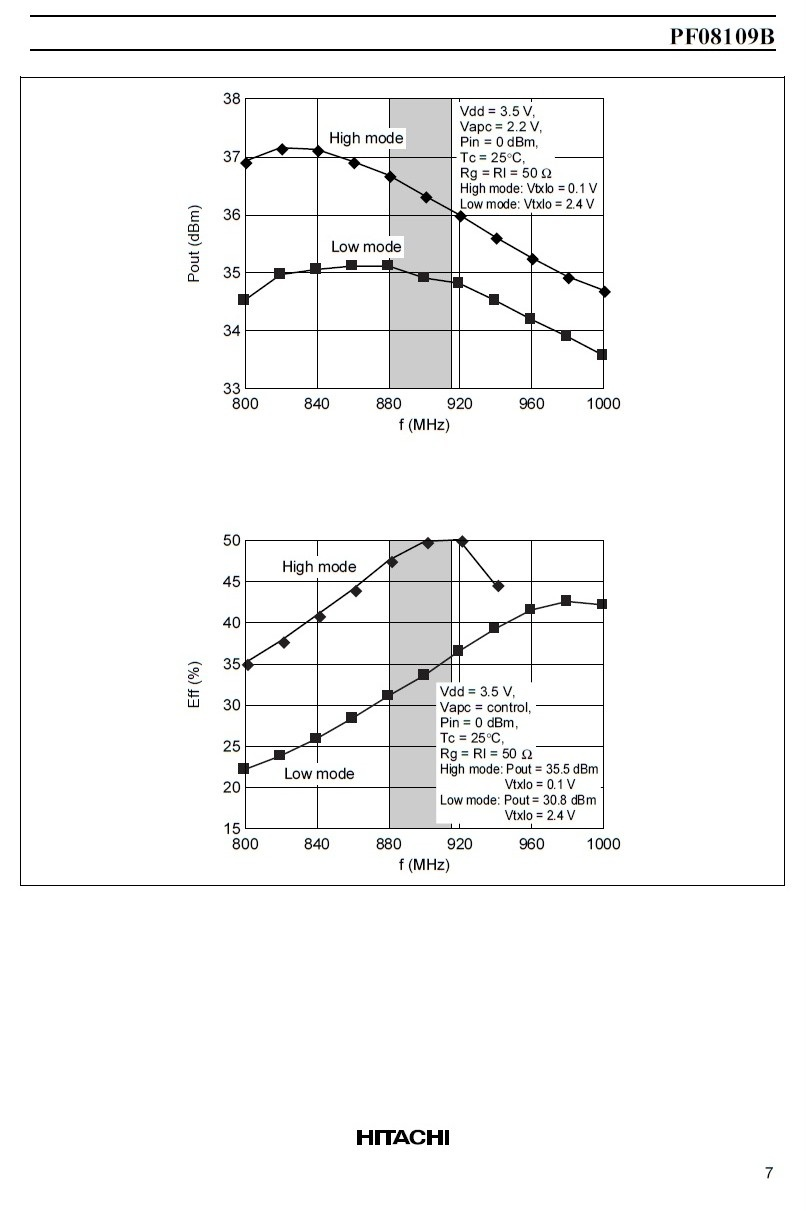 PF08109B
38
37
36
35
34
33
Pout (dBm)
High mode
Low mode
Vdd = 3.5 V,
Vapc = 2.2 V,
Pin = 0 dBm,
Tc = 25°C,
Rg = Rl = 50 Ω
High mode: Vtxlo = 0.1 V
Low mode: Vtxlo = 2.4 V
800 840 880 920 960 1000
f (MHz)
50
45
40
35
30
25
20
15
Eff (%)
High mode
Low mode
Vdd = 3.5 V,
Vapc = control,
Pin = 0 dBm,
Tc = 25°C,
Rg = Rl = 50 Ω
High mode: Pout = 35.5 dBm
Vtxlo = 0.1 V
Low mode: Pout = 30.8 dBm
Vtxlo = 2.4 V
800 840 880 920 960 1000
f (MHz)
HITACHI
7